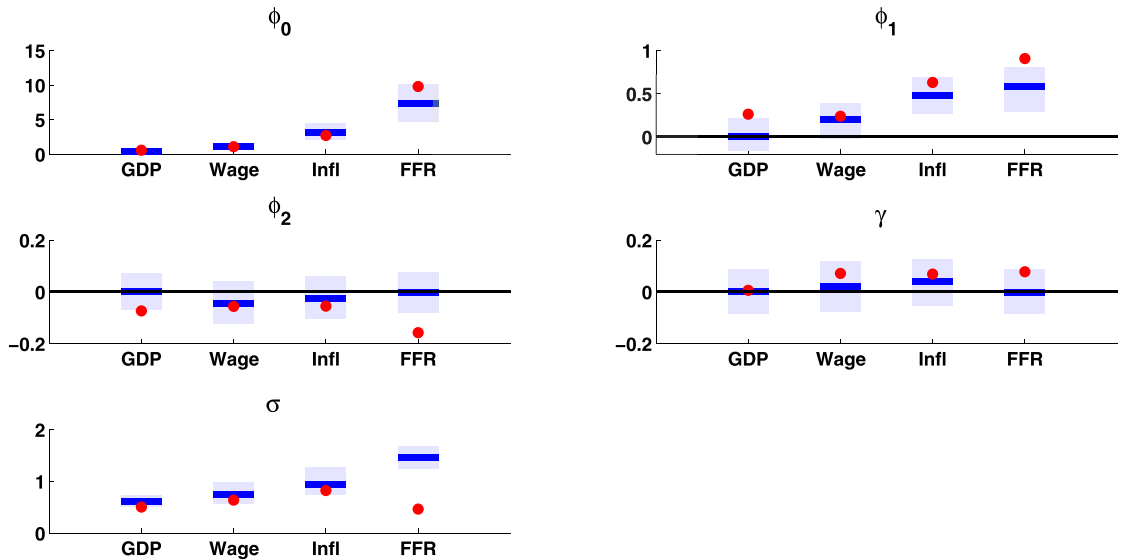 ϕ0
15
10
5
0
GDP Wage Infl FFR
ϕ1
1
0.5
0
GDP Wage Infl FFR
ϕ2
0.2
0
−0.2
GDP Wage Infl FFR
γ
0.2
0
−0.2
GDP Wage Infl FFR
σ
2
1
0
GDP Wage Infl FFR